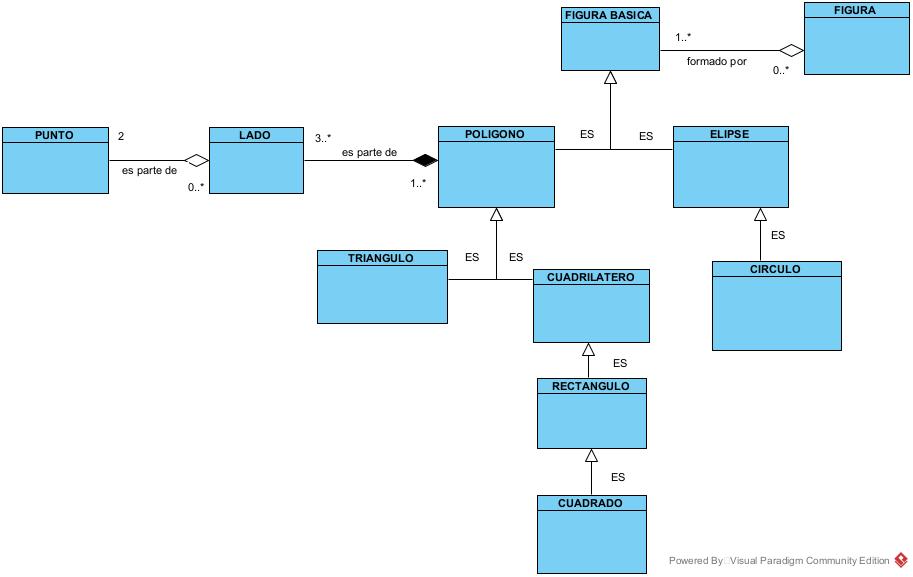 FIGURA BASICA
FIGURA
1..*
formado por
0..*
PUNTO
2
es parte de
0..*
LADO
3..*
es parte de
1..*
POLIGONO
ES
ES
ELIPSE
ES
TRIANGULO
ES
ES
CUADRILATERO
CIRCULO
ES
RECTANGULO
ES
CUADRADO
Powered By Visual Paradigm Community Edition